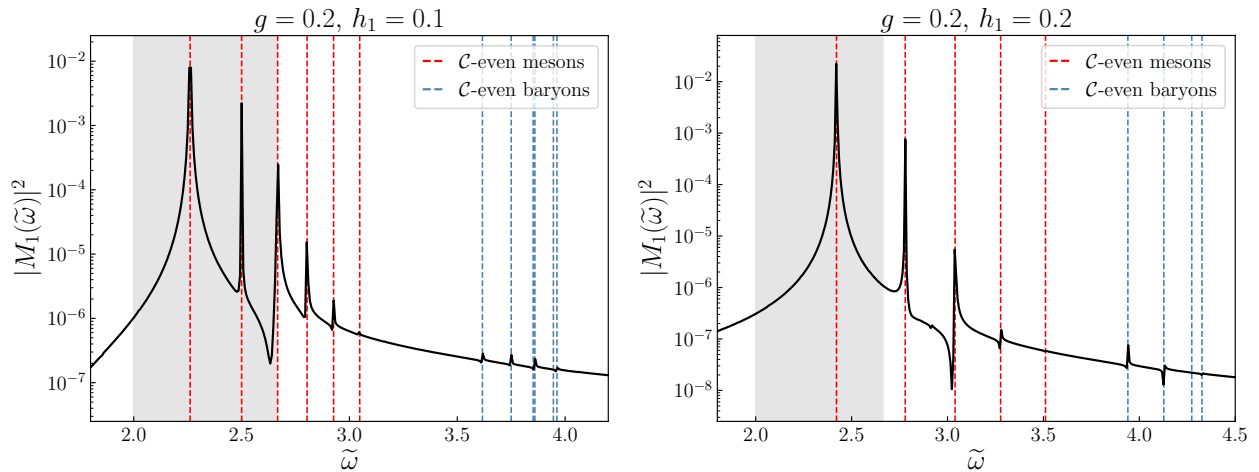 g = 0.2, h₁ = 0.1
|M₁(ω̃)|²
10⁻²
10⁻³
10⁻⁴
10⁻⁵
10⁻⁶
10⁻⁷
𝒞-even mesons
𝒞-even baryons
2.0 2.5 3.0 3.5 4.0
ω̃
g = 0.2, h₁ = 0.2
|M₁(ω̃)|²
10⁻²
10⁻³
10⁻⁴
10⁻⁵
10⁻⁶
10⁻⁷
10⁻⁸
𝒞-even mesons
𝒞-even baryons
2.0 2.5 3.0 3.5 4.0 4.5
ω̃